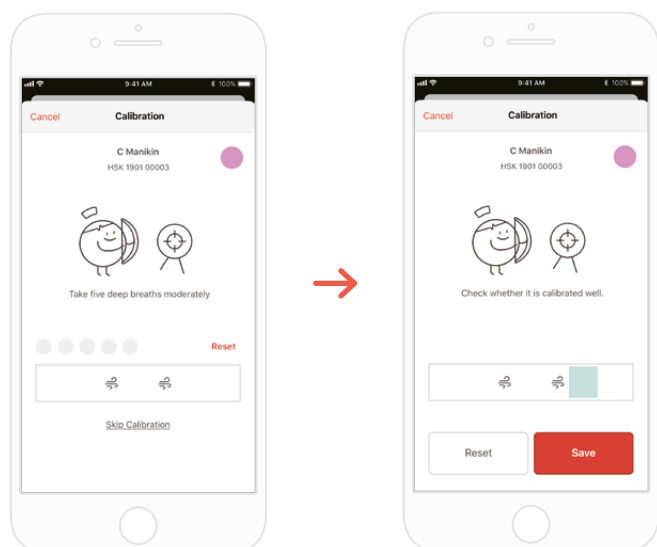 9:41 AM
100%
Cancel
Calibration
C Manikin
HSK 1901 00003
Take five deep breaths moderately
Reset
Skip Calibration
9:41 AM
100%
Cancel
Calibration
C Manikin
HSK 1901 00003
Check whether it is calibrated well.
Reset
Save